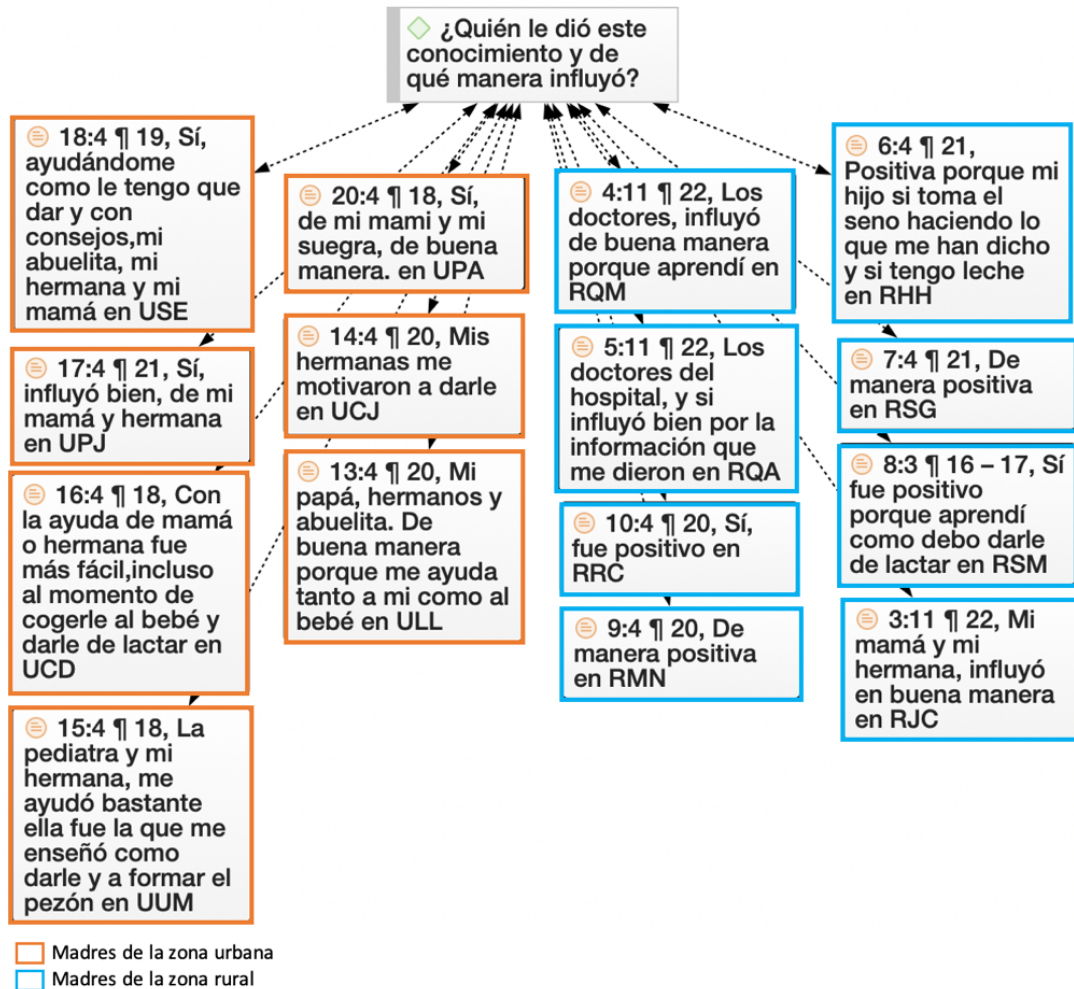 ¿Quién le dió este
conocimiento y de
qué manera influyó?
18:4 ¶ 19, Sí,
ayudándome
como le tengo que
dar y con
consejos,mi
abuelita, mi
hermana y mi
mamá en USE
17:4 ¶ 21, Sí,
influyó bien, de mi
mamá y hermana
en UPJ
16:4 ¶ 18, Con
la ayuda de mamá
o hermana fue
más fácil,incluso
al momento de
cogerle al bebé y
darle de lactar en
UCD
15:4 ¶ 18, La
pediatra y mi
hermana, me
ayudó bastante
ella fue la que me
enseñó como
darle y a formar el
pezón en UUM
20:4 ¶ 18, Sí,
de mi mami y mi
suegra, de buena
manera. en UPA
14:4 ¶ 20, Mis
hermanas me
motivaron a darle
en UCJ
13:4 ¶ 20, Mi
papá, hermanos y
abuelita. De
buena manera
porque me ayuda
tanto a mi como al
bebé en ULL
4:11 ¶ 22, Los
doctores, influyó
de buena manera
porque aprendí en
RQM
5:11 ¶ 22, Los
doctores del
hospital, y si
influyó bien por la
información que
me dieron en RQA
10:4 ¶ 20, Sí,
fue positivo en
RRC
9:4 ¶ 20, De
manera positiva
en RMN
6:4 ¶ 21,
Positiva porque mi
hijo si toma el
seno haciendo lo
que me han dicho
y si tengo leche
en RHH
7:4 ¶ 21, De
manera positiva
en RSG
8:3 ¶ 16 – 17, Sí
fue positivo
porque aprendí
como debo darle
de lactar en RSM
3:11 ¶ 22, Mi
mamá y mi
hermana, influyó
en buena manera
en RJC
Madres de la zona urbana
Madres de la zona rural